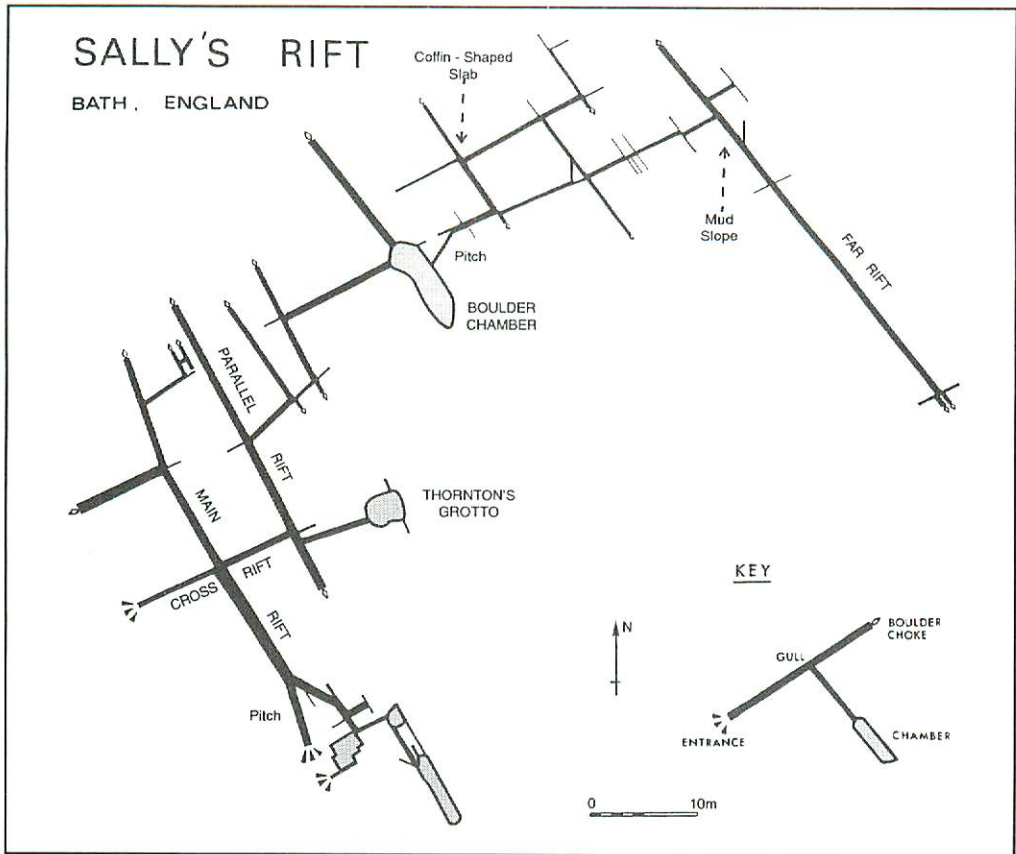 SALLY'S RIFT
BATH, ENGLAND
Coffin - Shaped
Slab
Mud
Slope
FAR RIFT
Pitch
BOULDER
CHAMBER
PARALLEL
RIFT
MAIN
RIFT
THORNTON'S
GROTTO
CROSS
RIFT
Pitch
KEY
N
BOULDER
CHOKE
GULL
ENTRANCE
CHAMBER
0 10m